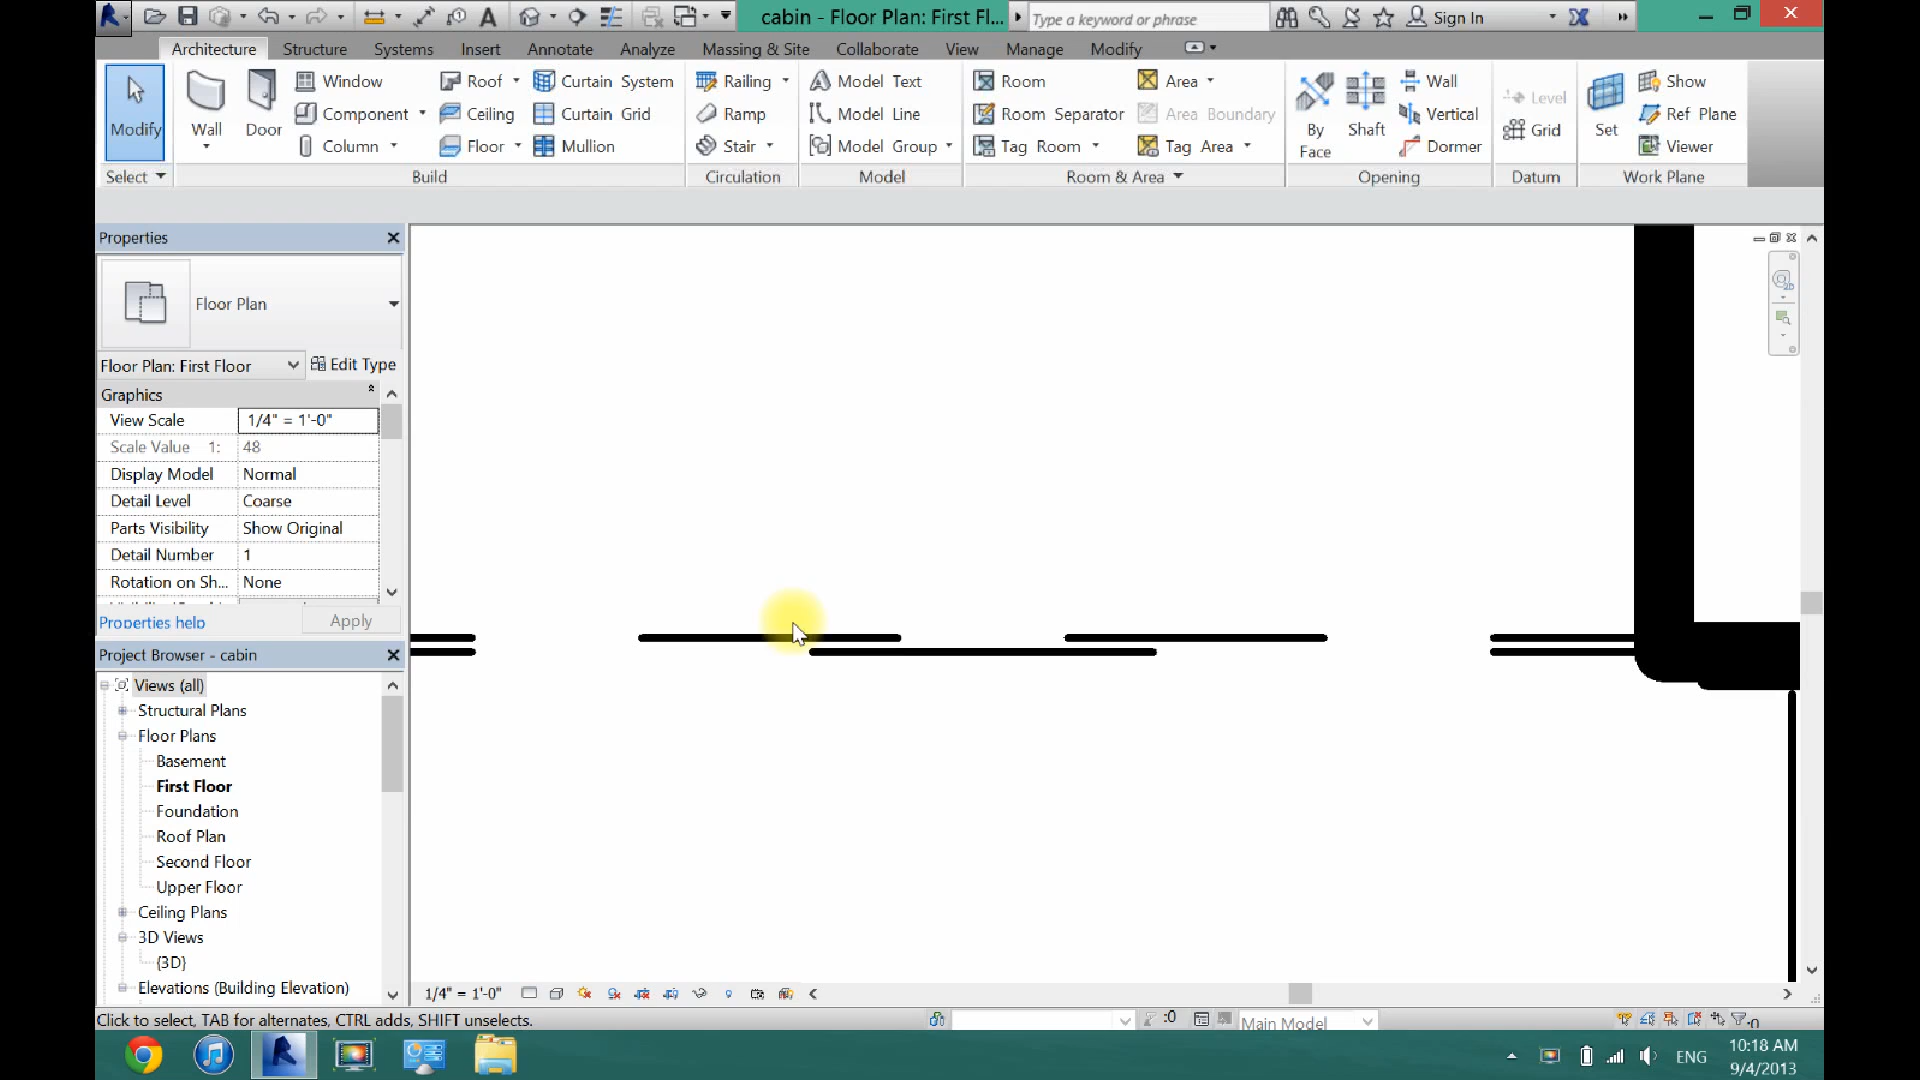 cabin - Floor Plan: First Fl...
Type a keyword or phrase
Sign In
Architecture Structure Systems Insert Annotate Analyze Massing & Site Collaborate View Manage Modify
Modify
Wall
Door
Window
Component
Column
Roof
Ceiling
Floor
Curtain System
Curtain Grid
Mullion
Railing
Ramp
Stair
Model Text
Model Line
Model Group
Room
Room Separator
Tag Room
Area
Area Boundary
Tag Area
By
Face
Shaft
Wall
Vertical
Dormer
Level
Grid
Set
Show
Ref Plane
Viewer
Select Build Circulation Model Room & Area Opening Datum Work Plane
Properties
Floor Plan
Floor Plan: First Floor Edit Type
Graphics
View Scale 1/4" = 1'-0"
Scale Value 1: 48
Display Model Normal
Detail Level Coarse
Parts Visibility Show Original
Detail Number 1
Rotation on Sh... None
Properties help Apply
Project Browser - cabin
Views (all)
Structural Plans
Floor Plans
Basement
First Floor
Foundation
Roof Plan
Second Floor
Upper Floor
Ceiling Plans
3D Views
{3D}
Elevations (Building Elevation)
1/4" = 1'-0"
Click to select, TAB for alternates, CTRL adds, SHIFT unselects.
:0
Main Model
:0
ENG
10:18 AM
9/4/2013